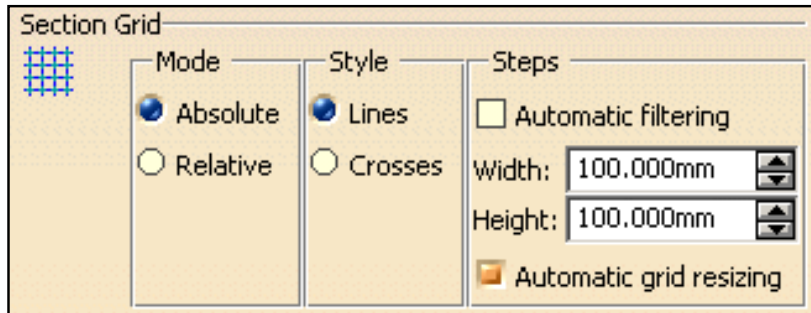 Section Grid
Mode
Absolute
Relative
Style
Lines
Crosses
Steps
Automatic filtering
Width: 100.000mm
Height: 100.000mm
Automatic grid resizing